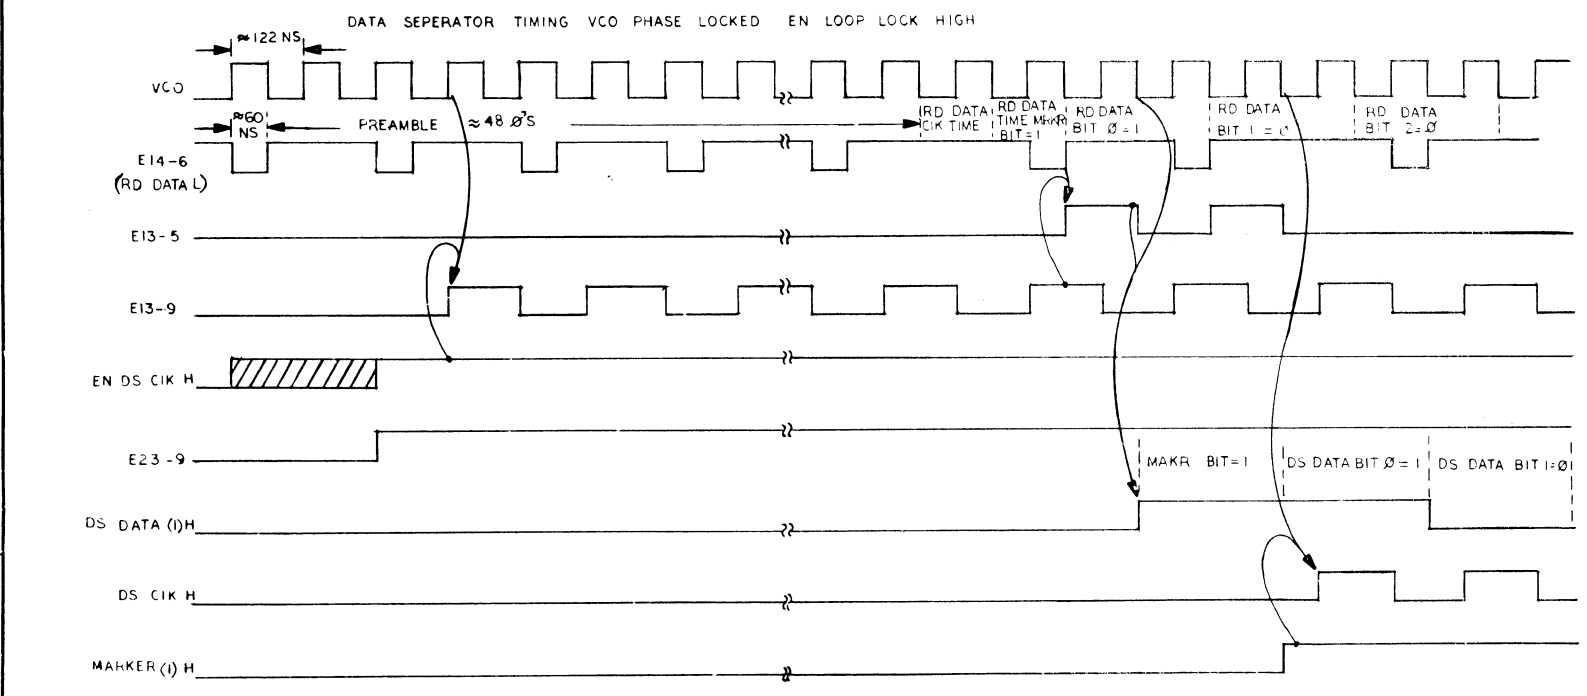 DATA SEPERATOR TIMING VCO PHASE LOCKED EN LOOP LOCK HIGH
≈122 NS
VCO
≈60
NS
PREAMBLE ≈48 Ø'S
RD DATA
ClK TIME
RD DATA
TIME MRKR
BIT=1
RD DATA
BIT Ø=1
RD DATA
BIT 1=Ø
RD DATA
BIT 2=Ø
E14-6
(RD DATA L)
E13-5
E13-9
EN DS ClK H
E23-9
MAKR BIT=1
DS DATA BIT Ø=1
DS DATA BIT 1=Ø
DS DATA (1) H
DS ClK H
MARKER (1) H